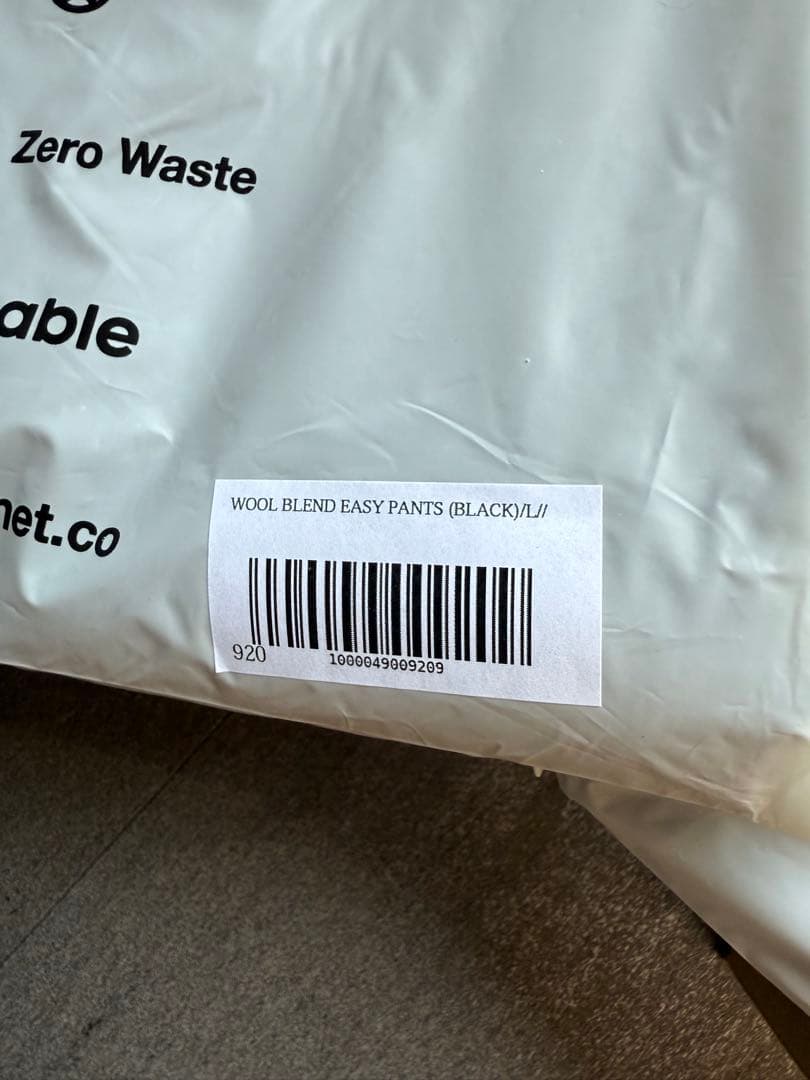 Zero Waste
able
net.co
WOOL BLEND EASY PANTS (BLACK)/L//
920
1000049009209